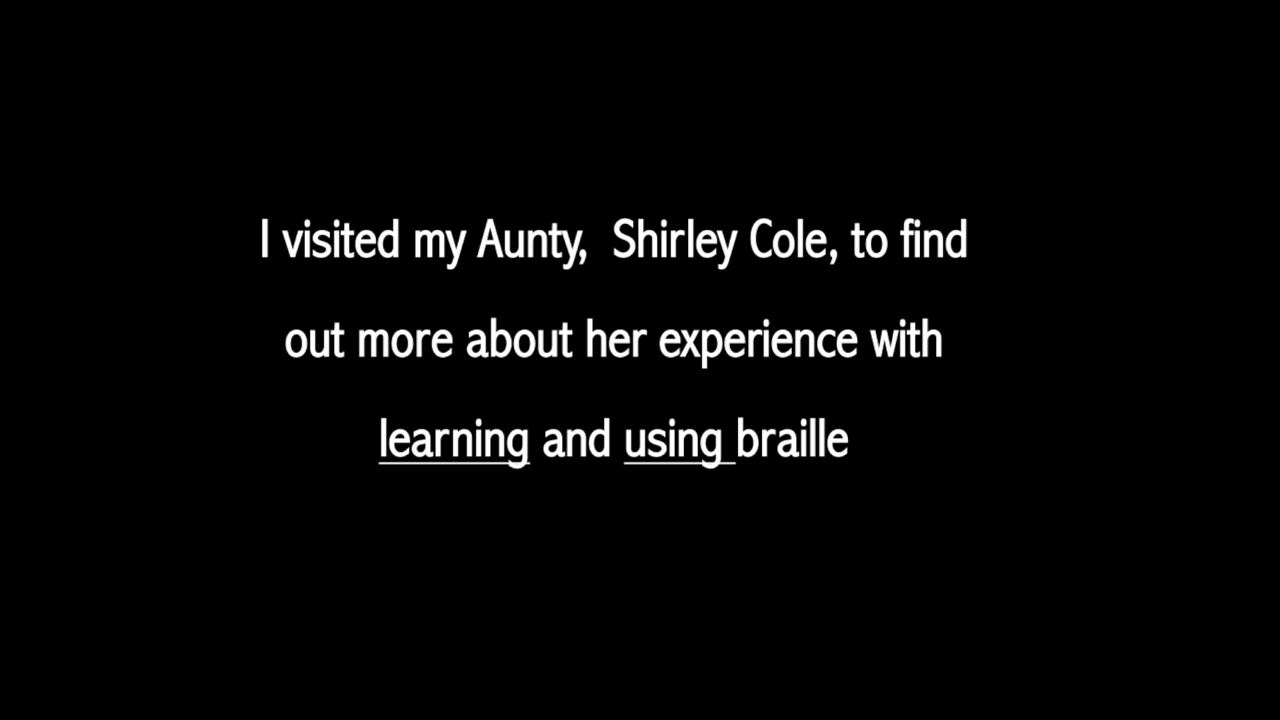 I visited my Aunty,  Shirley Cole, to find
out more about her experience with
learning and using braille